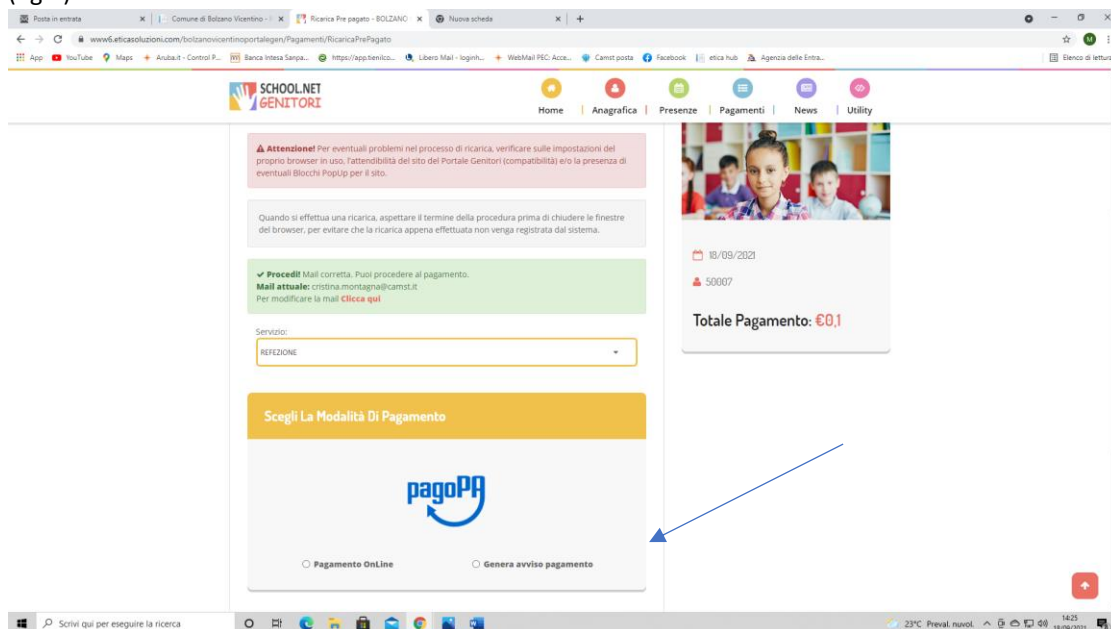 Posta in entrata
Comune di Bolzano Vicentino -
Ricarica Pre pagato - BOLZANO
Nuova scheda
www6.eticasoluzioni.com/bolzanovicentinoportalegen/Pagamenti/RicaricaPrePagato
App YouTube Maps Aruba.it - Control P... Banca Intesa Sanpa... https://app.tien/co... Libero Mail - loginh... WebMail PEC: Acce... Camst posta Facebook etica hub Agenzia delle Entra... Elenco di lettura
SCHOOL.NET
GENITORI
Home Anagrafica Presenze Pagamenti News Utility
Attenzione! Per eventuali problemi nel processo di ricarica, verificare sulle impostazioni del
proprio browser in uso, l'attendibilità del sito del Portale Genitori (compatibilità) e/o la presenza di
eventuali Blocchi PopUp per il sito.
Quando si effettua una ricarica, aspettare il termine della procedura prima di chiudere le finestre
del browser, per evitare che la ricarica appena effettuata non venga registrata dal sistema.
Procedi! Mail corretta. Puoi procedere al pagamento.
Mail attuale: cristina.montagna@camst.it
Per modificare la mail Clicca qui
Servizio:
REFEZIONE
18/09/2021
50007
Totale Pagamento: €0,1
Scegli La Modalità Di Pagamento
pagoPA
Pagamento OnLine
Genera avviso pagamento
Scrivi qui per eseguire la ricerca
23°C Preval. nuvol.
14:25
18/09/2021